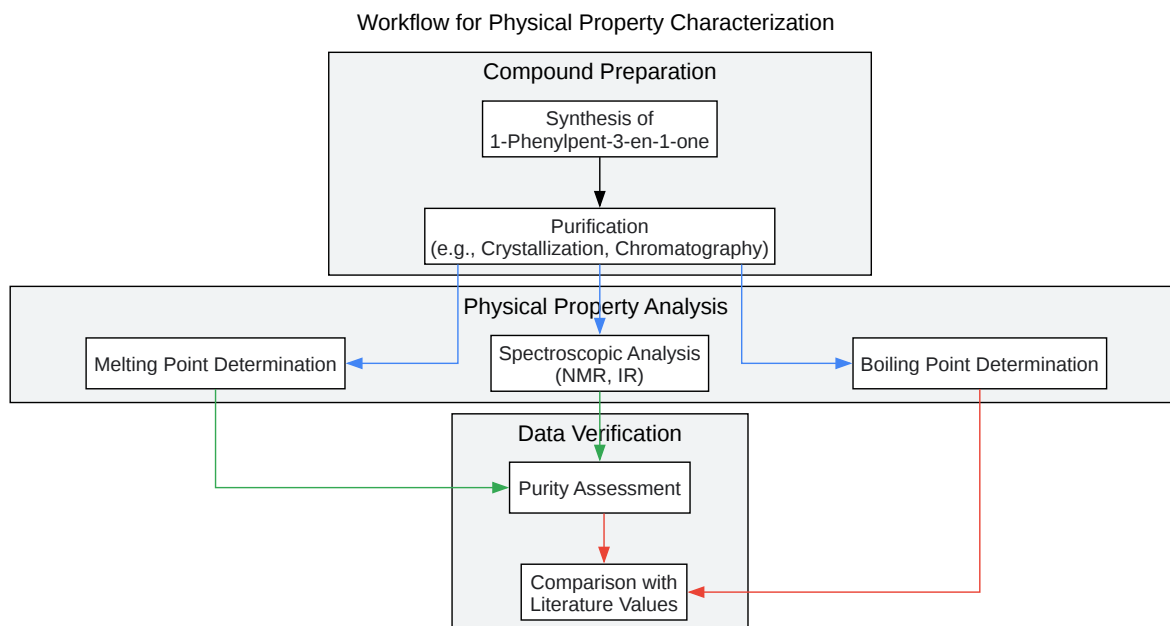 Workflow for Physical Property Characterization
Compound Preparation
Synthesis of
1-Phenylpent-3-en-1-one
Purification
(e.g., Crystallization, Chromatography)
Physical Property Analysis
Melting Point Determination
Spectroscopic Analysis
(NMR, IR)
Boiling Point Determination
Data Verification
Purity Assessment
Comparison with
Literature Values